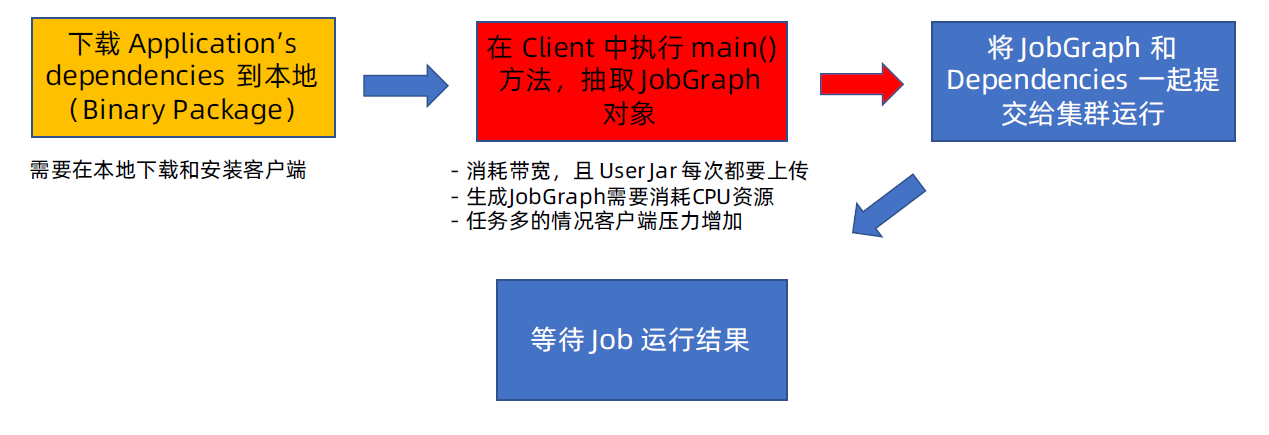 下载 Application’s
dependencies 到本地
（Binary Package）
在 Client 中执行 main()
方法，抽取 JobGraph
对象
将 JobGraph 和
Dependencies 一起提
交给集群运行
需要在本地下载和安装客户端
- 消耗带宽，且 UserJar 每次都要上传
- 生成JobGraph需要消耗CPU资源
- 任务多的情况客户端压力增加
等待 Job 运行结果